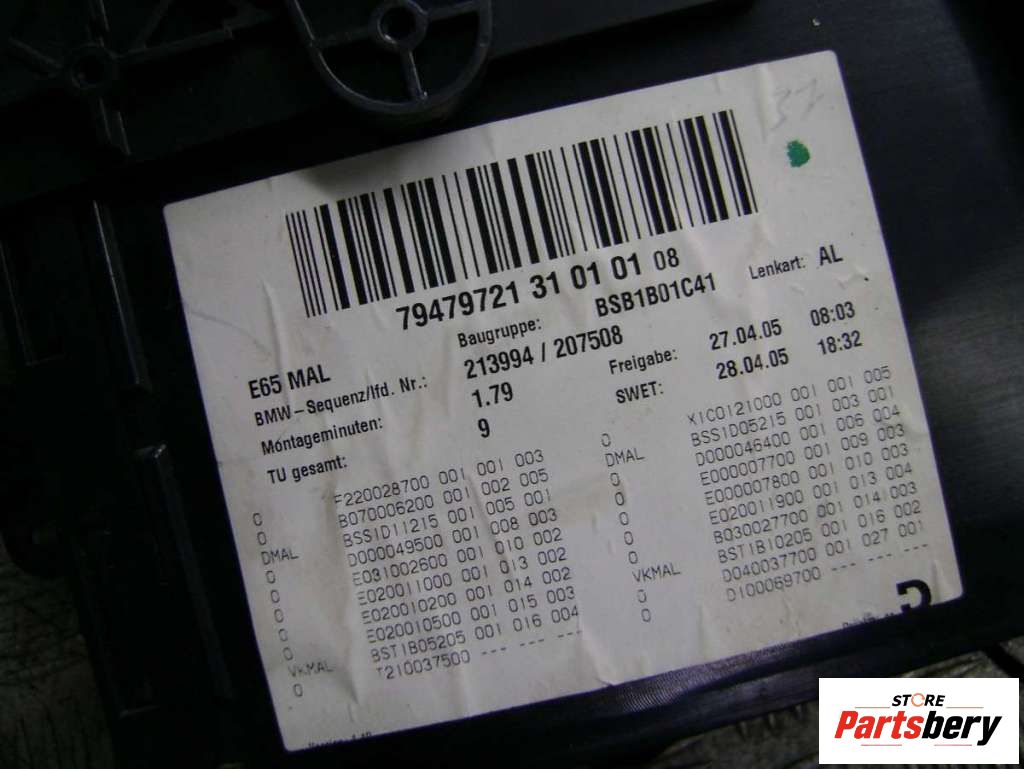 31
79479721 31 01 01 08
E65 MAL Baugruppe: BSB1B01C41 Lenkart: AL
BMW-Sequenz/lfd. Nr.: 213994 / 207508 Freigabe: 27.04.05 08:03
Montageminuten: 1.79 SWET: 28.04.05 18:32
TU gesamt: 9
0 F220028700 001 001 003 0 X1C0121000 001 001 005
0 B070006200 001 002 005 DMAL BSS1D05215 001 003 001
DMAL BSS1D11215 001 005 001 0 D000046400 001 006 004
0 D000049500 001 008 003 0 E000007700 001 009 003
0 E031002600 001 010 002 0 E000007800 001 010 003
0 E020011000 001 013 002 0 E020011900 001 013 004
0 E020010200 001 014 002 0 B030027700 001 014 003
0 E020010500 001 015 003 VKMAL BST1B10205 001 016 002
VKMAL BST1B05205 001 016 004 0 D040037700 001 027 001
0 T210037500 --- --- --- 0 D100069700 --- --- ---
G
STORE
Partsbery